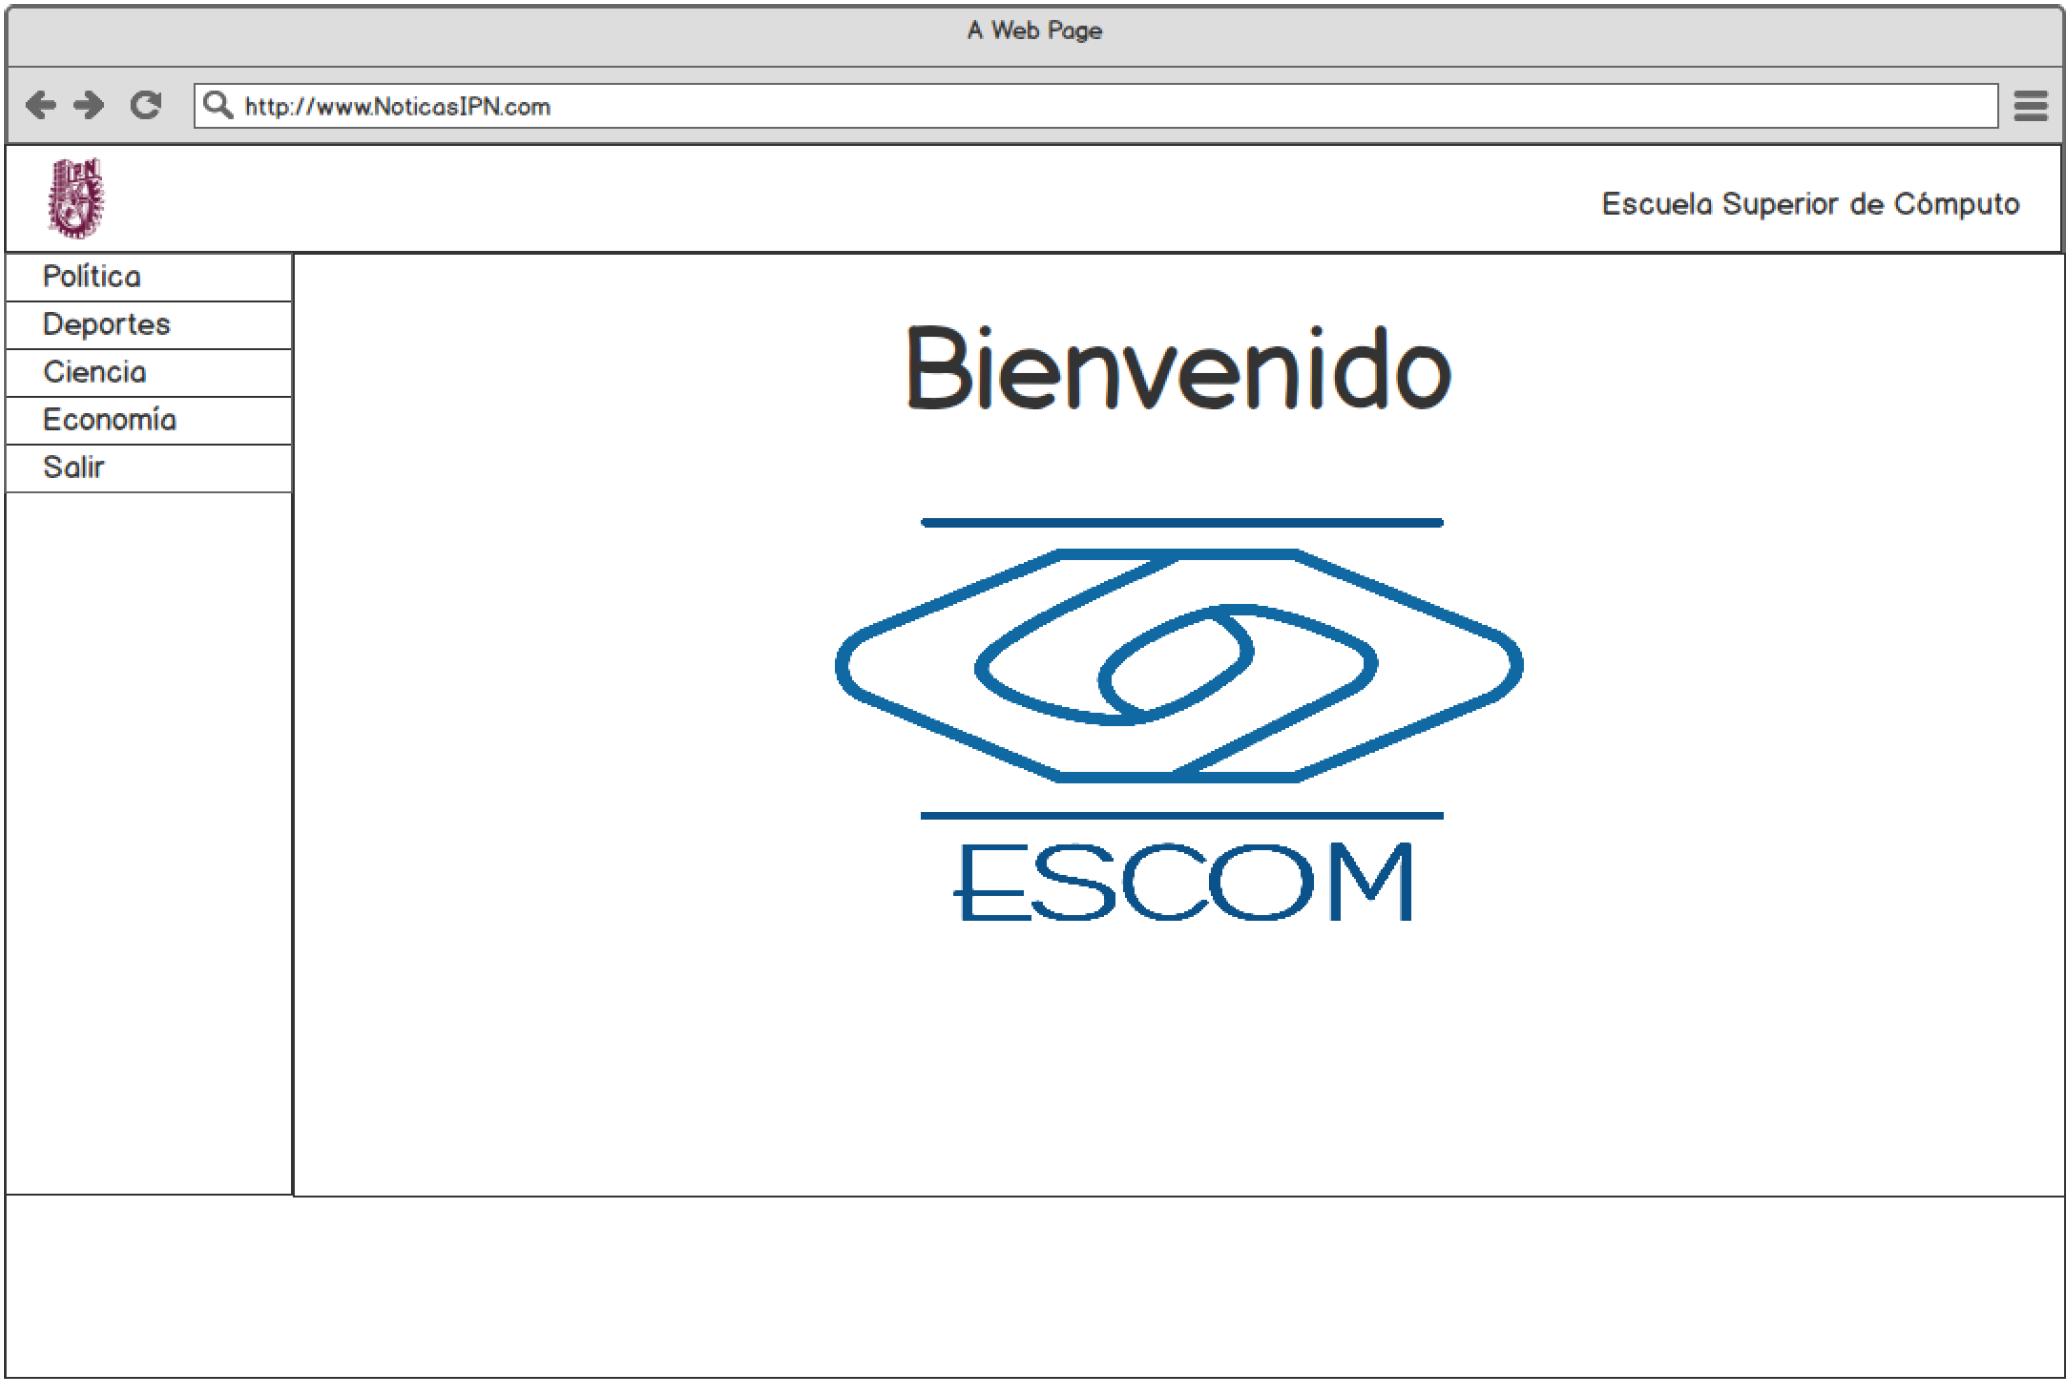 A Web Page
http://www.NoticasIPN.com
IPN
Escuela Superior de Cómputo
Política
Deportes
Ciencia
Economía
Salir
Bienvenido
ESCOM